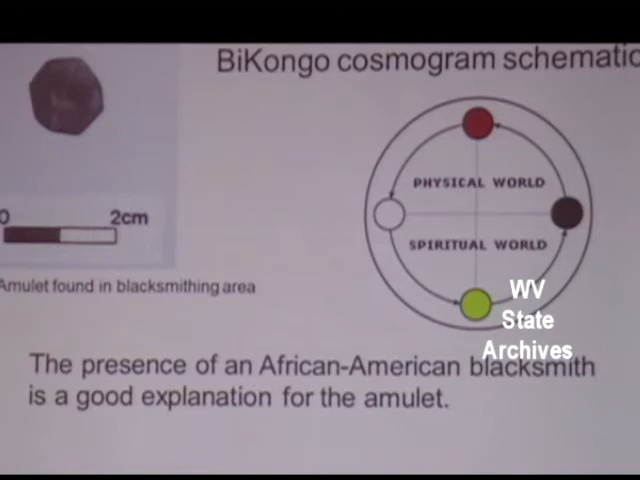 BiKongo cosmogram schematic
PHYSICAL WORLD
SPIRITUAL WORLD
0 2cm
Amulet found in blacksmithing area
WV
State
Archives
The presence of an African-American blacksmith
is a good explanation for the amulet.